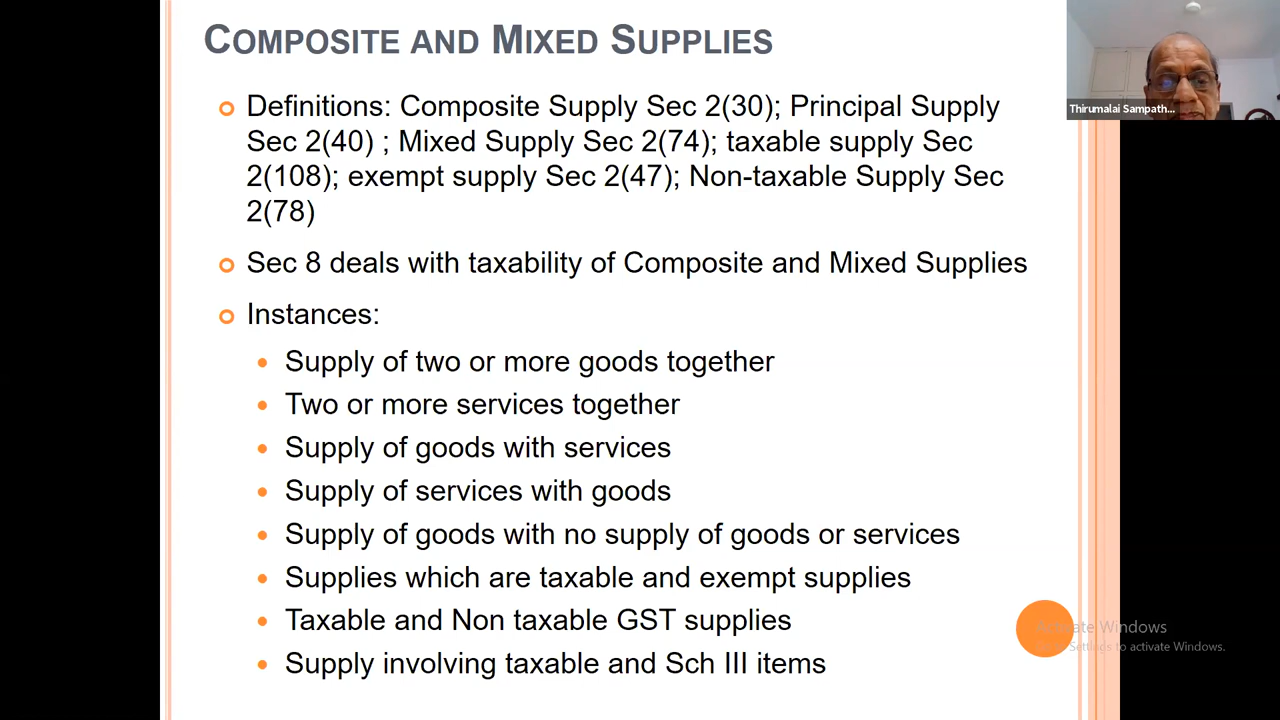 COMPOSITE AND MIXED SUPPLIES
Thirumalai Sampath...
Definitions: Composite Supply Sec 2(30); Principal Supply
Sec 2(40) ; Mixed Supply Sec 2(74); taxable supply Sec
2(108); exempt supply Sec 2(47); Non-taxable Supply Sec
2(78)
Sec 8 deals with taxability of Composite and Mixed Supplies
Instances:
Supply of two or more goods together
Two or more services together
Supply of goods with services
Supply of services with goods
Supply of goods with no supply of goods or services
Supplies which are taxable and exempt supplies
Taxable and Non taxable GST supplies
Supply involving taxable and Sch III items
Activate Windows
Settings to activate Windows.